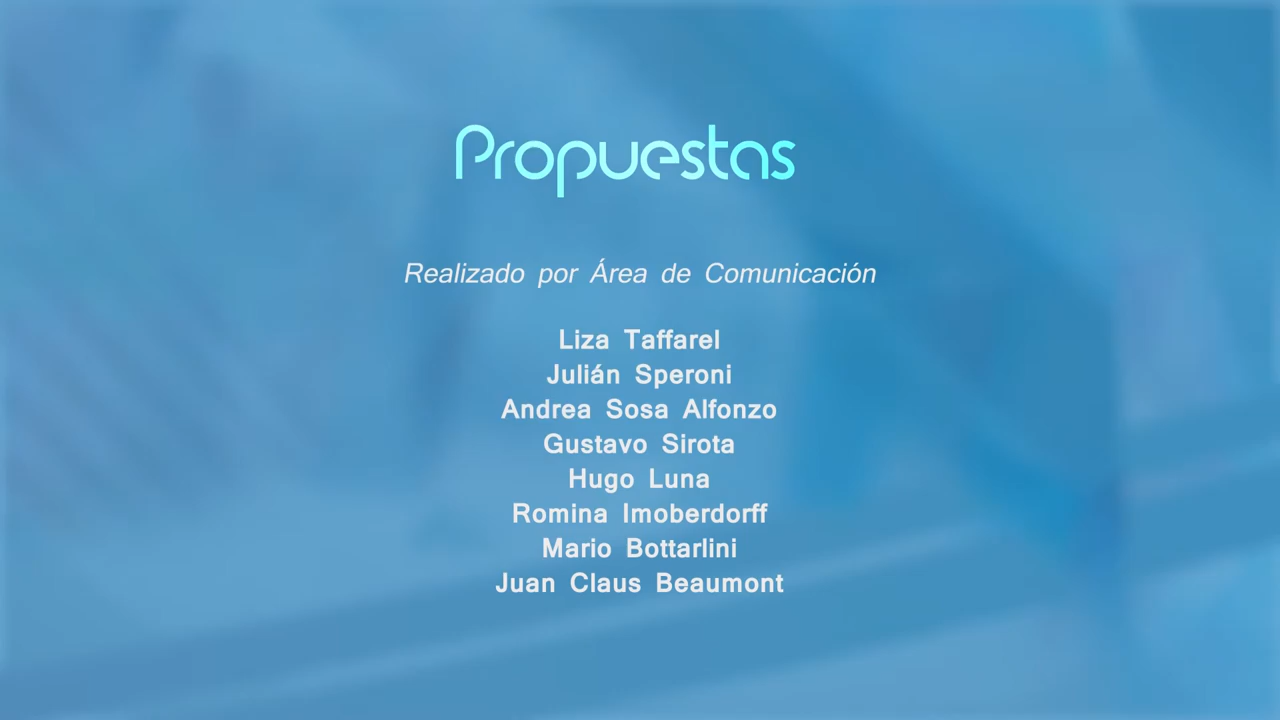 Propuestas
Realizado por Área de Comunicación
Liza Taffarel
Julián Speroni
Andrea Sosa Alfonzo
Gustavo Sirota
Hugo Luna
Romina Imoberdorff
Mario Bottarlini
Juan Claus Beaumont